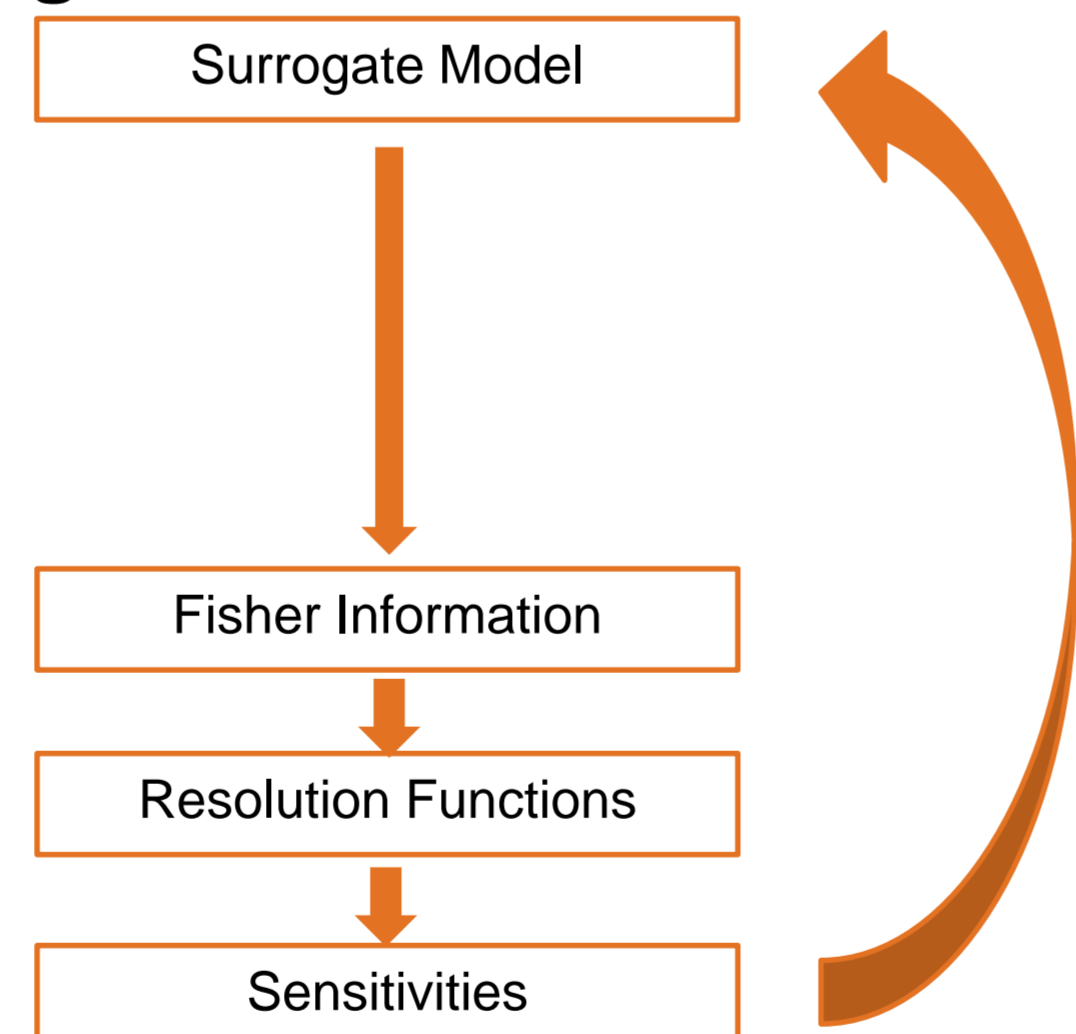 Surrogate Model
Fisher Information
Resolution Functions
Sensitivities